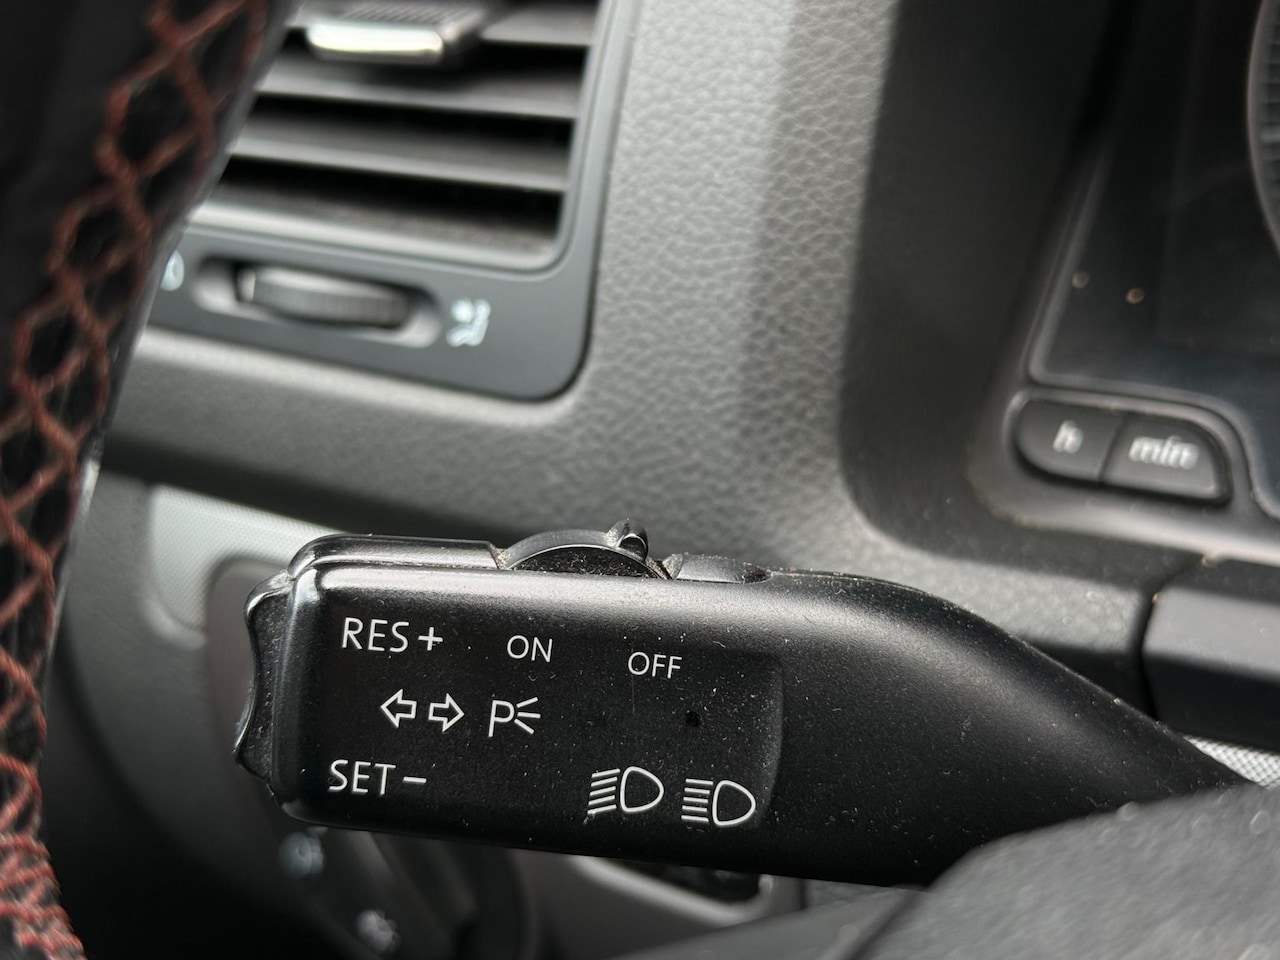 h min
RES+ ON OFF
P
SET−